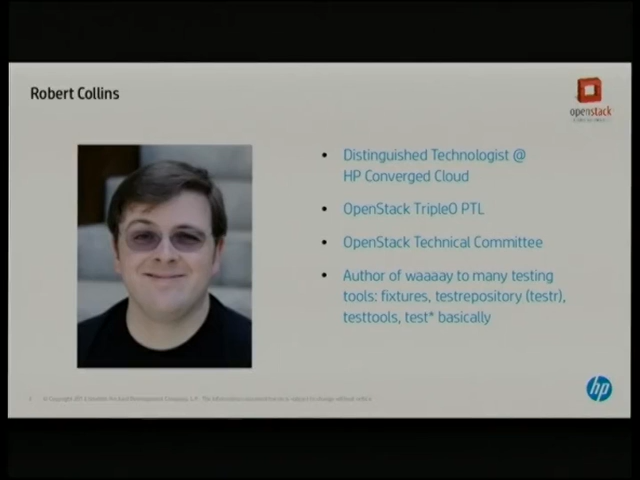 Robert Collins
openstack
• Distinguished Technologist @
HP Converged Cloud
• OpenStack TripleO PTL
• OpenStack Technical Committee
• Author of waaaay to many testing
tools: fixtures, testrepository (testr),
testtools, test* basically
hp